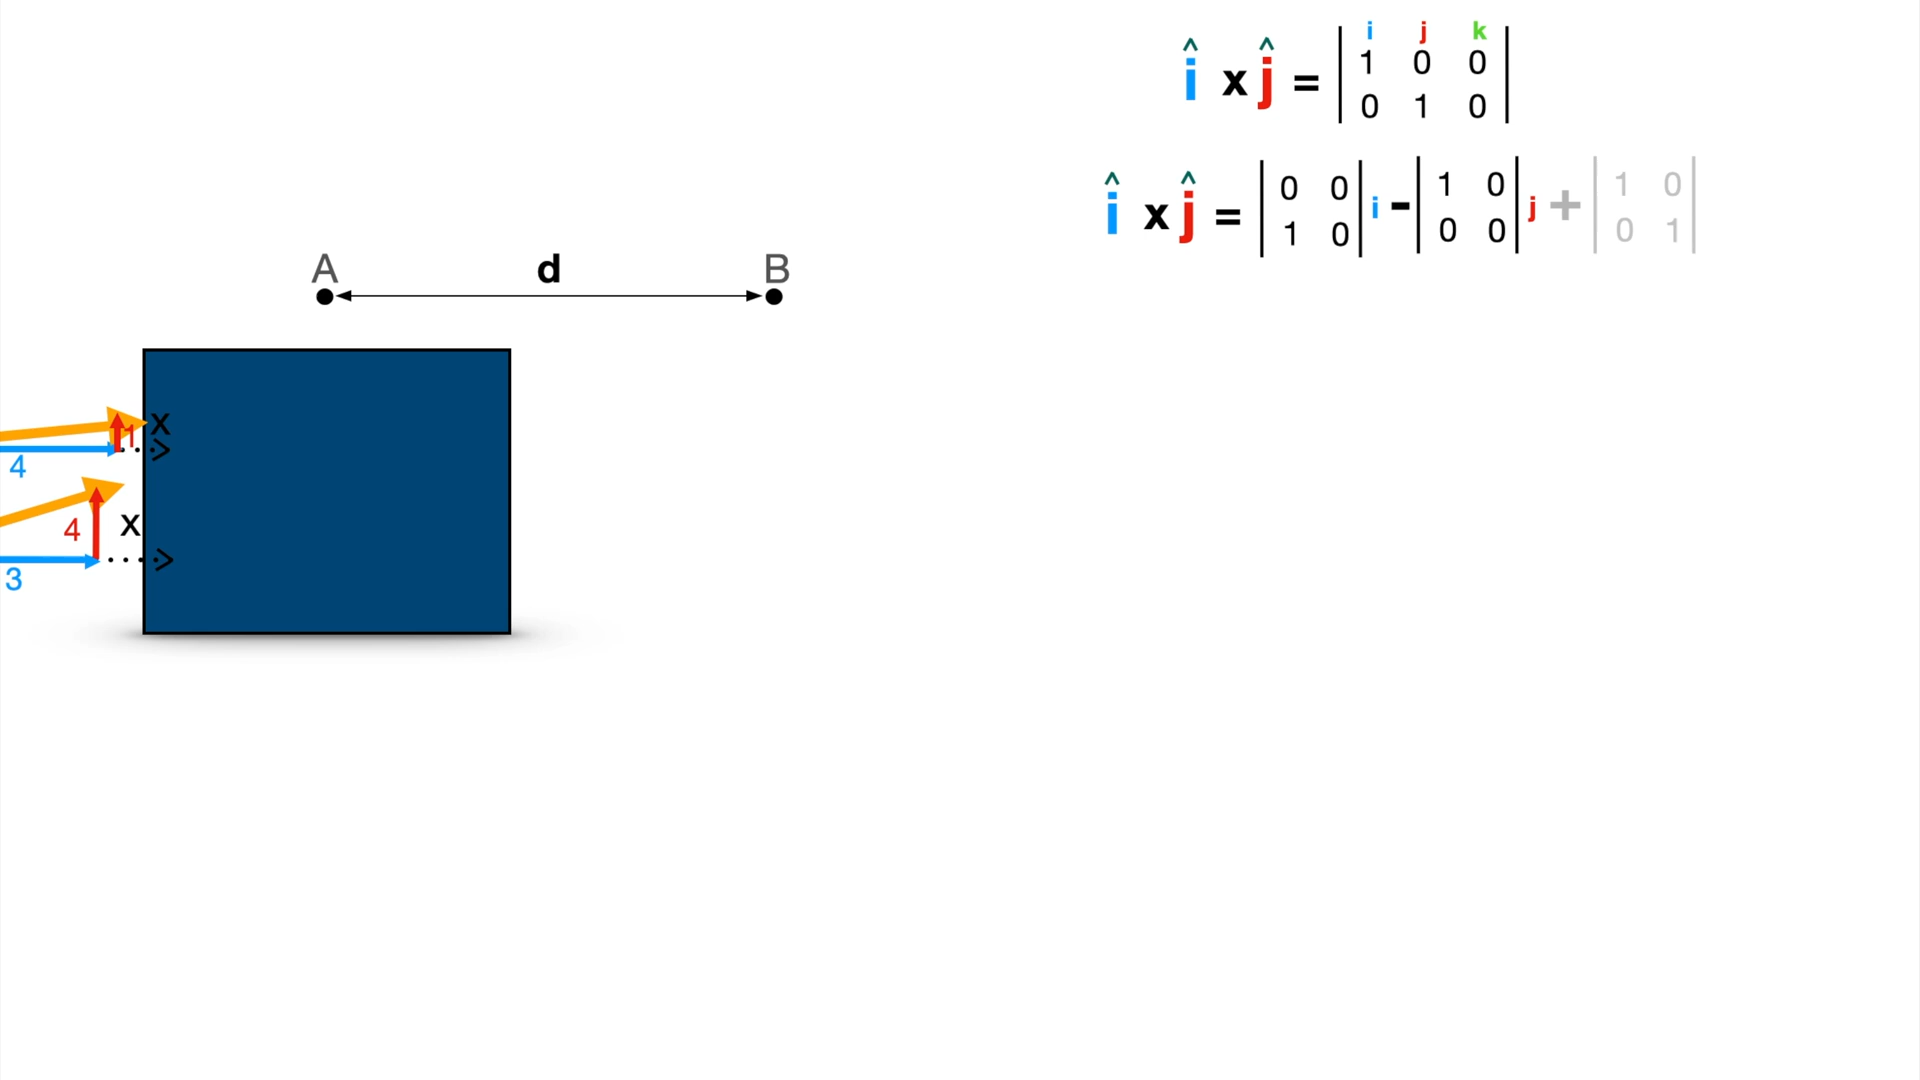 i j k
1 0 0
î x ĵ =
0 1 0
î x ĵ = | 0 0 | i - | 1 0 | j + | 1 0 |
| 1 0 | | 0 0 | | 0 1 |
A d B
x
1
4
4 x
3